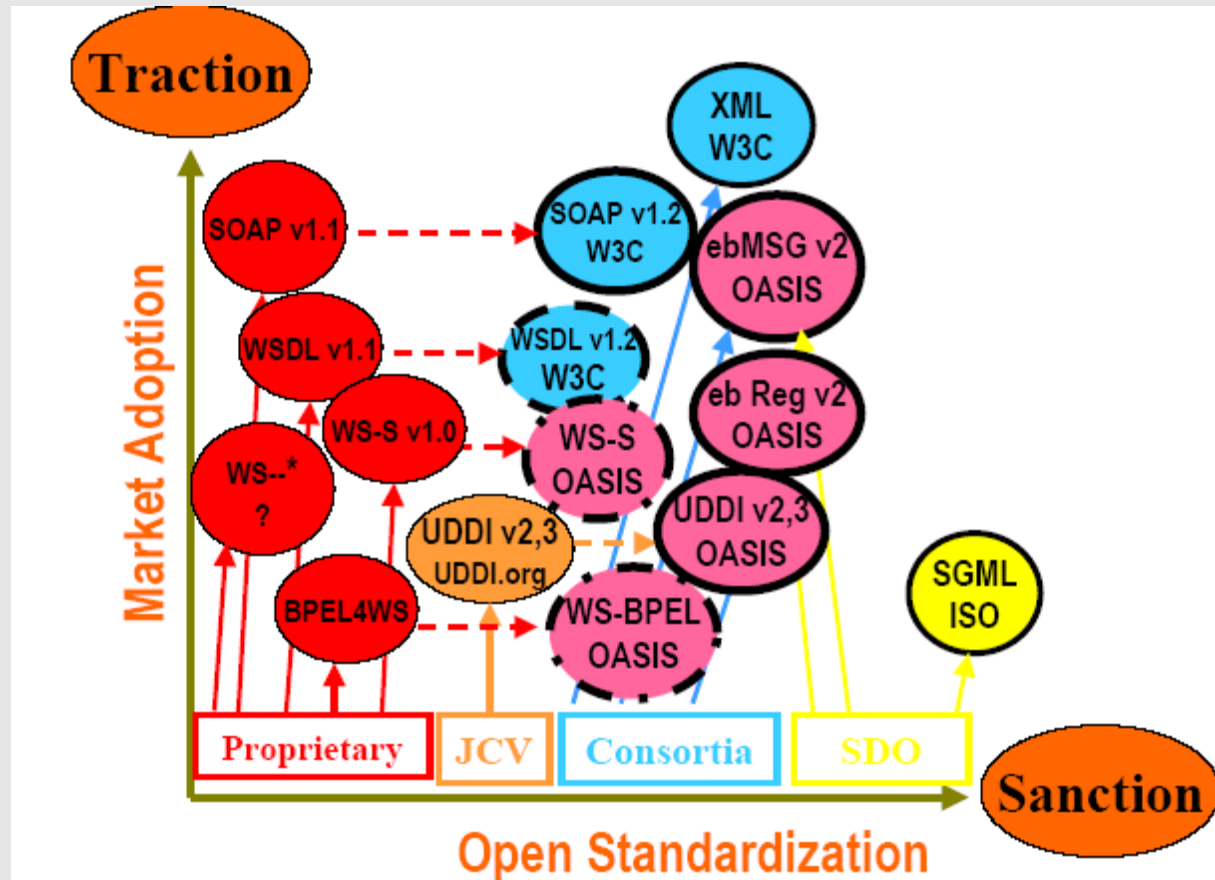 Traction
XML
W3C
SOAP v1.1
SOAP v1.2
W3C
ebMSG v2
OASIS
WSDL v1.1
WSDL v1.2
W3C
eb Reg v2
OASIS
WS-S v1.0
WS-S
OASIS
WS--*
?
UDDI v2,3
UDDI.org
UDDI v2,3
OASIS
SGML
ISO
BPEL4WS
WS-BPEL
OASIS
Market Adoption
Proprietary
JCV
Consortia
SDO
Sanction
Open Standardization